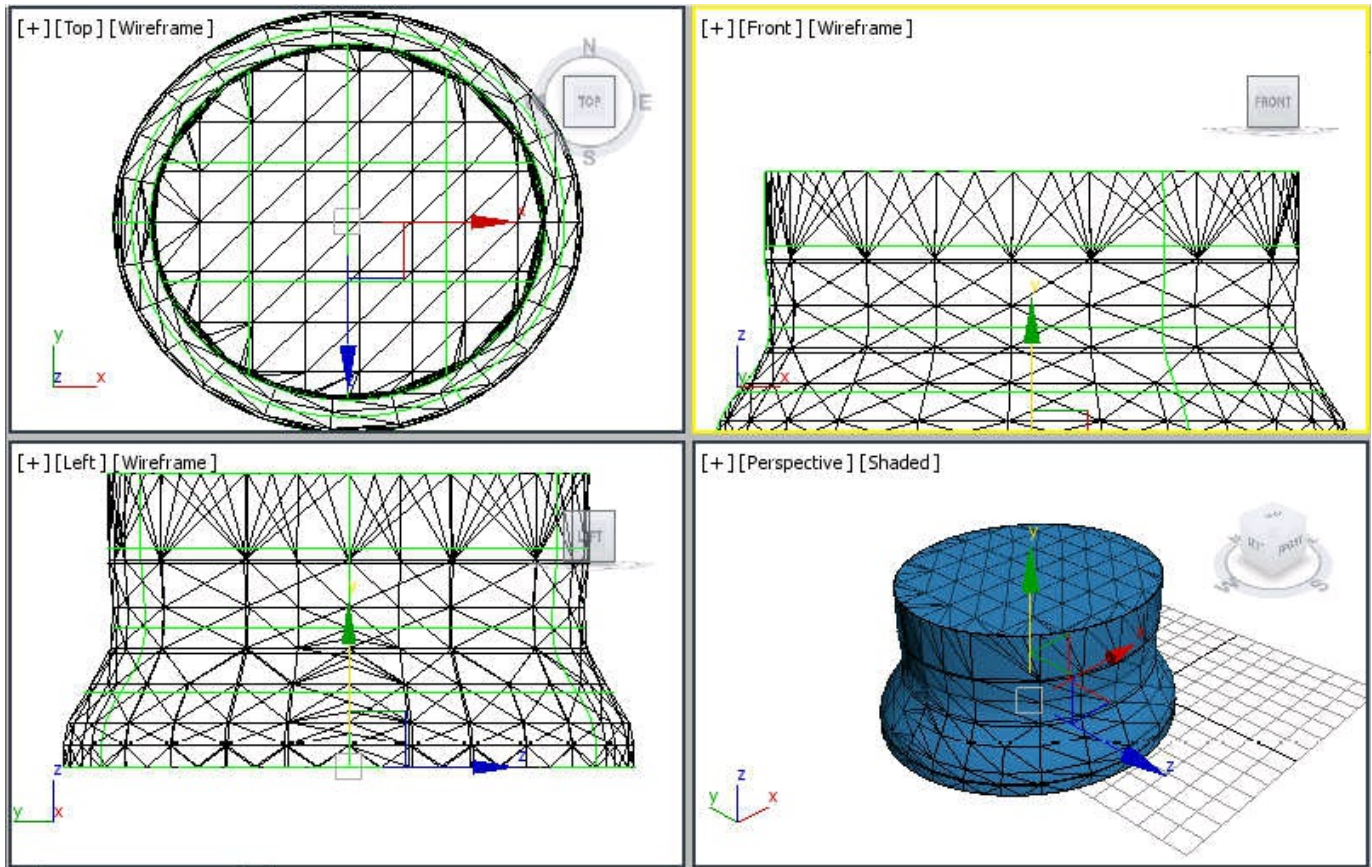 [+] [Top] [Wireframe]
N
TOP
E
S
x
y
z x
[+] [Front] [Wireframe]
FRONT
y
z
y x
[+] [Left] [Wireframe]
LEFT
y
z
z
y x
[+] [Perspective] [Shaded]
y
x
W
S
z
z
y x